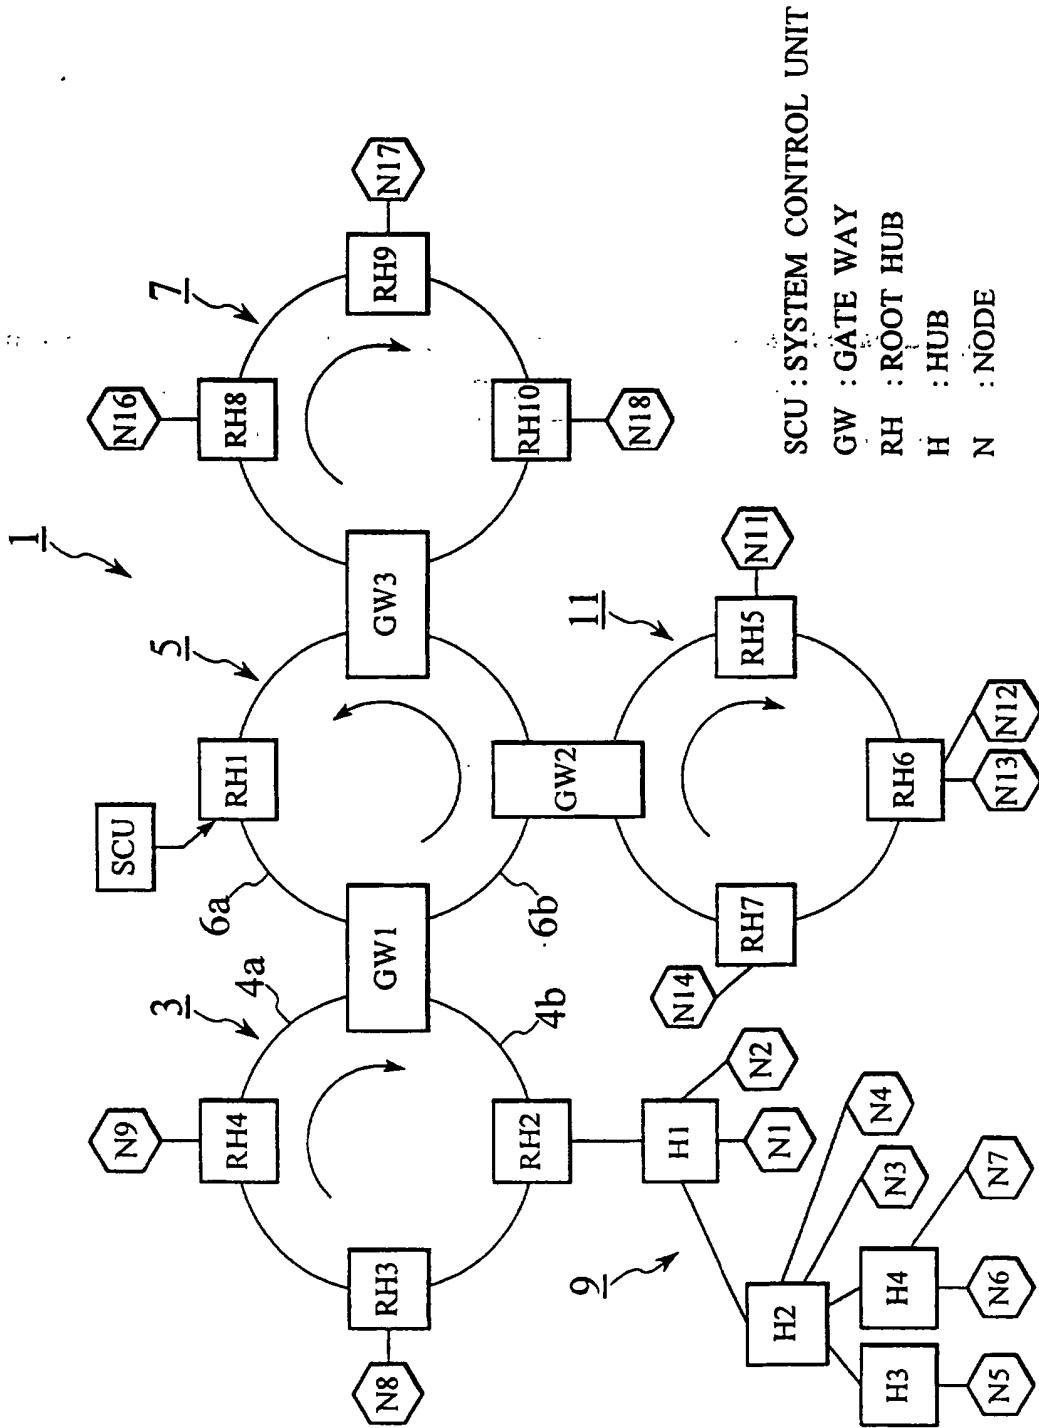 1
3
5
7
4a
6a
SCU
N9
N16
RH4
RH1
RH8
N8
RH3
GW1
GW3
RH9
N17
RH2
4b
6b
GW2
RH10
N18
9
11
H1
N2
N1
N14
RH7
RH5
N11
H2
N4
N3
RH6
H3
H4
N7
N13
N12
N5
N6
SCU : SYSTEM CONTROL UNIT
GW : GATE WAY
RH : ROOT HUB
H : HUB
N : NODE